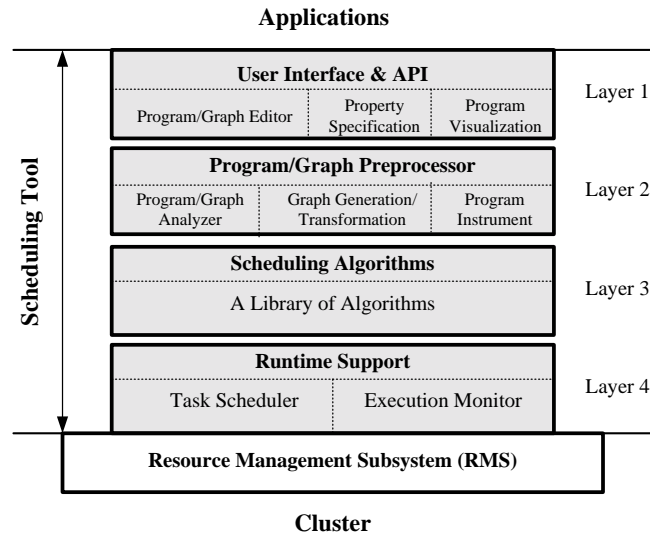 Applications
Scheduling Tool
User Interface & API
Program/Graph Editor
Property
Specification
Program
Visualization
Layer 1
Program/Graph Preprocessor
Program/Graph
Analyzer
Graph Generation/
Transformation
Program
Instrument
Layer 2
Scheduling Algorithms
A Library of Algorithms
Layer 3
Runtime Support
Task Scheduler
Execution Monitor
Layer 4
Resource Management Subsystem (RMS)
Cluster